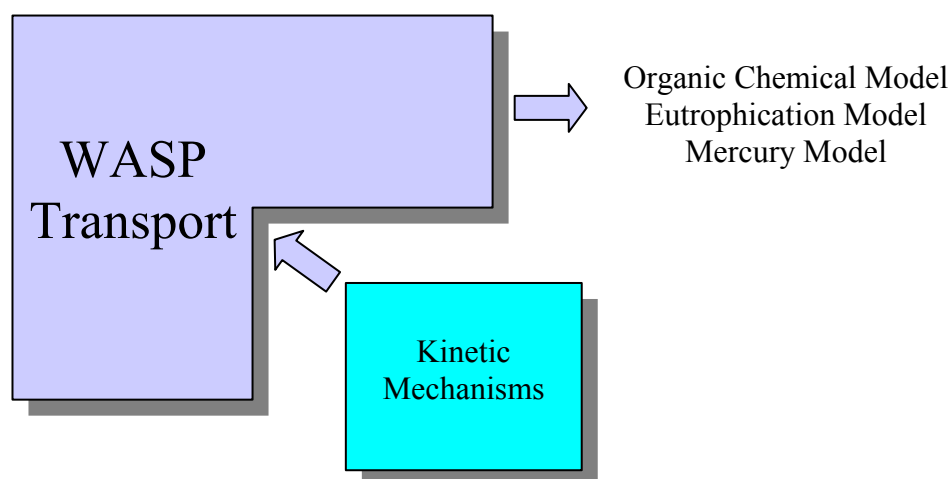 WASP
Transport
Organic Chemical Model
Eutrophication Model
Mercury Model
Kinetic
Mechanisms